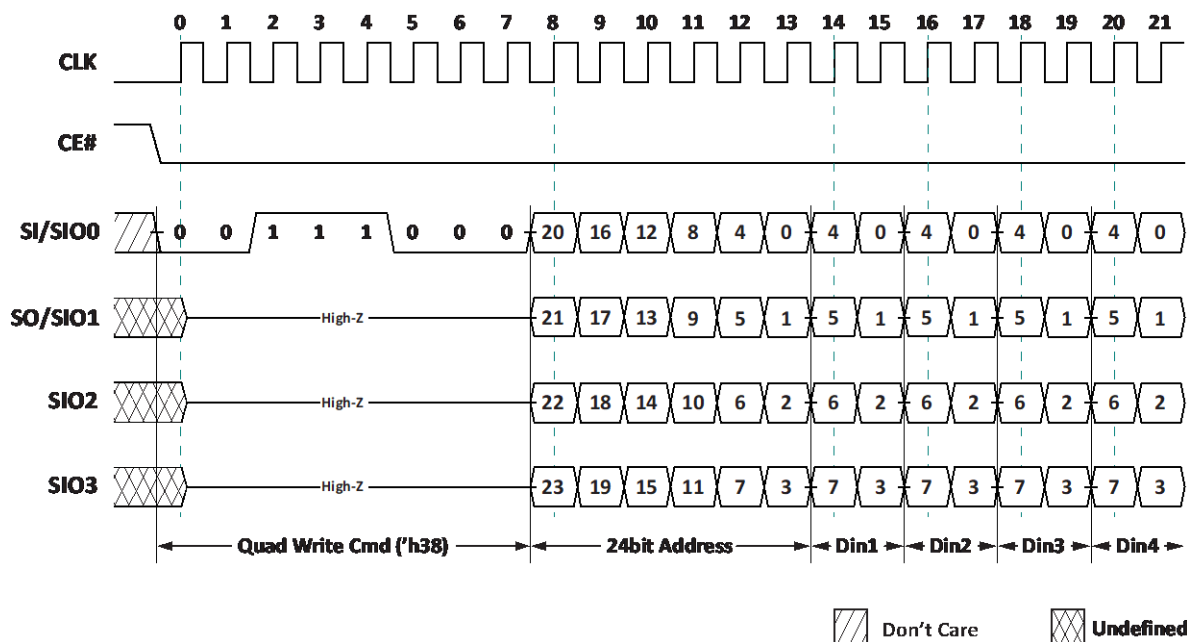 0 1 2 3 4 5 6 7 8 9 10 11 12 13 14 15 16 17 18 19 20 21
CLK
CE#
SI/SIO0 0 0 1 1 1 0 0 0 20 16 12 8 4 0 4 0 4 0 4 0 4 0
SO/SIO1 High-Z 21 17 13 9 5 1 5 1 5 1 5 1 5 1
SIO2 High-Z 22 18 14 10 6 2 6 2 6 2 6 2 6 2
SIO3 High-Z 23 19 15 11 7 3 7 3 7 3 7 3 7 3
Quad Write Cmd ('h38) 24bit Address Din1 Din2 Din3 Din4
Don't Care Undefined